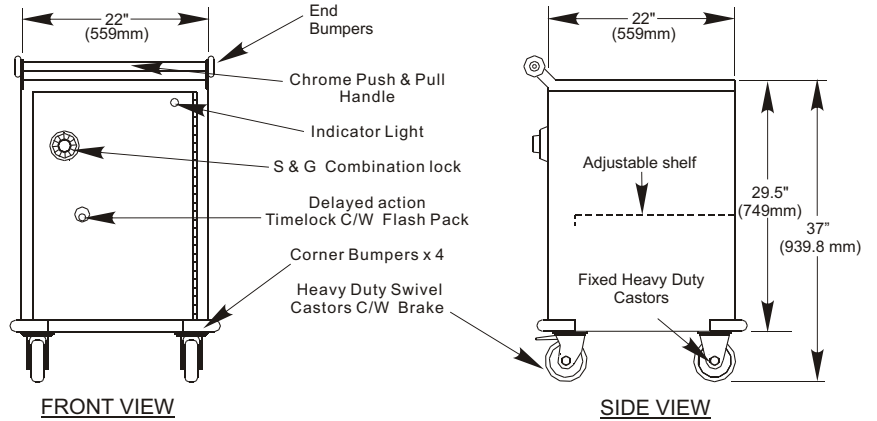 22"
(559mm)
End
Bumpers
Chrome Push & Pull
Handle
Indicator Light
S & G Combination lock
Delayed action
Timelock C/W Flash Pack
Corner Bumpers x 4
Heavy Duty Swivel
Castors C/W Brake
FRONT VIEW
22"
(559mm)
Adjustable shelf
29.5"
(749mm)
37”
(939.8 mm)
Fixed Heavy Duty
Castors
SIDE VIEW